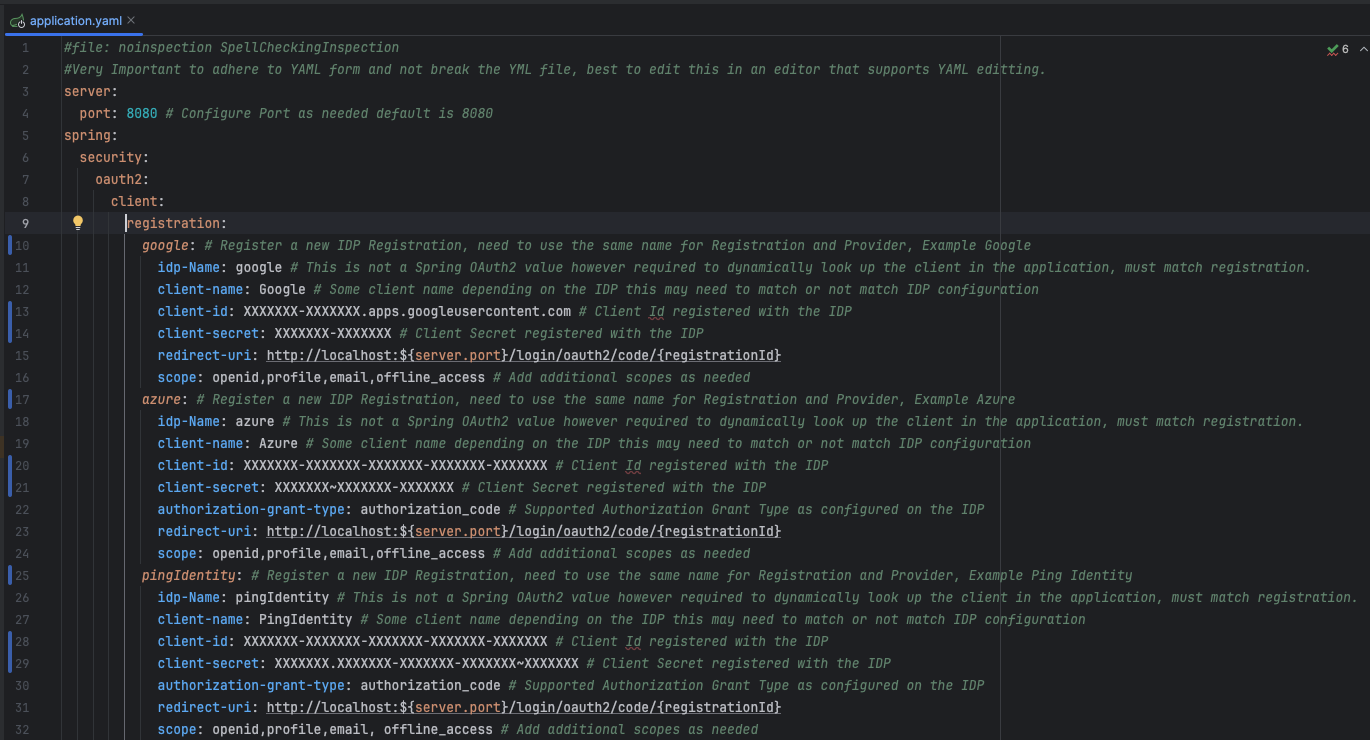 application.yaml ×
6
1 #file: noinspection SpellCheckingInspection
2 #Very Important to adhere to YAML form and not break the YML file, best to edit this in an editor that supports YAML editting.
3 server:
4   port: 8080 # Configure Port as needed default is 8080
5 spring:
6   security:
7     oauth2:
8       client:
9         registration:
10           google: # Register a new IDP Registration, need to use the same name for Registration and Provider, Example Google
11             idp-Name: google # This is not a Spring OAuth2 value however required to dynamically look up the client in the application, must match registration.
12             client-name: Google # Some client name depending on the IDP this may need to match or not match IDP configuration
13             client-id: XXXXXXX-XXXXXXX.apps.googleusercontent.com # Client Id registered with the IDP
14             client-secret: XXXXXXX-XXXXXXX # Client Secret registered with the IDP
15             redirect-uri: http://localhost:${server.port}/login/oauth2/code/{registrationId}
16             scope: openid,profile,email,offline_access # Add additional scopes as needed
17           azure: # Register a new IDP Registration, need to use the same name for Registration and Provider, Example Azure
18             idp-Name: azure # This is not a Spring OAuth2 value however required to dynamically look up the client in the application, must match registration.
19             client-name: Azure # Some client name depending on the IDP this may need to match or not match IDP configuration
20             client-id: XXXXXXX-XXXXXXX-XXXXXXX-XXXXXXX-XXXXXXX # Client Id registered with the IDP
21             client-secret: XXXXXXX~XXXXXXX-XXXXXXX # Client Secret registered with the IDP
22             authorization-grant-type: authorization_code # Supported Authorization Grant Type as configured on the IDP
23             redirect-uri: http://localhost:${server.port}/login/oauth2/code/{registrationId}
24             scope: openid,profile,email,offline_access # Add additional scopes as needed
25           pingIdentity: # Register a new IDP Registration, need to use the same name for Registration and Provider, Example Ping Identity
26             idp-Name: pingIdentity # This is not a Spring OAuth2 value however required to dynamically look up the client in the application, must match registration.
27             client-name: PingIdentity # Some client name depending on the IDP this may need to match or not match IDP configuration
28             client-id: XXXXXXX-XXXXXXX-XXXXXXX-XXXXXXX-XXXXXXX # Client Id registered with the IDP
29             client-secret: XXXXXXX.XXXXXXX-XXXXXXX-XXXXXXX~XXXXXXX # Client Secret registered with the IDP
30             authorization-grant-type: authorization_code # Supported Authorization Grant Type as configured on the IDP
31             redirect-uri: http://localhost:${server.port}/login/oauth2/code/{registrationId}
32             scope: openid,profile,email, offline_access # Add additional scopes as needed